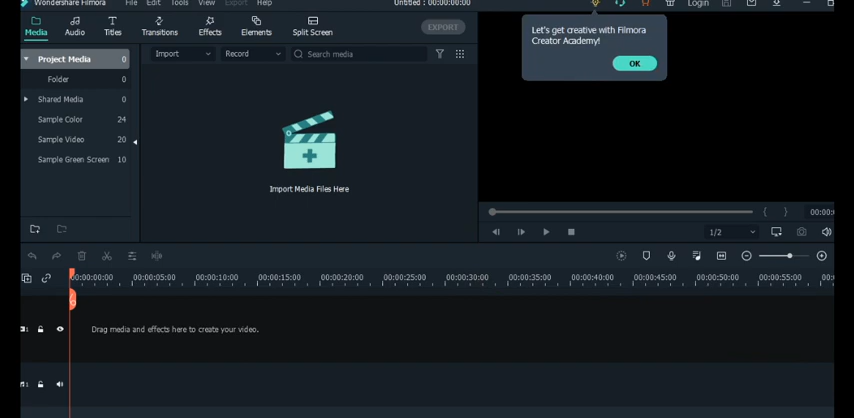 Wondershare Filmora File Edit Tools View Export Help Untitled : 00:00:00:00 Login
Media Audio Titles Transitions Effects Elements Split Screen EXPORT
Let's get creative with Filmora
Creator Academy!
OK
Project Media 0
Folder 0
Shared Media 0
Sample Color 24
Sample Video 20
Sample Green Screen 10
Import Record Search media
Import Media Files Here
1/2
00:00:00:00 00:00:05:00 00:00:10:00 00:00:15:00 00:00:20:00 00:00:25:00 00:00:30:00 00:00:35:00 00:00:40:00 00:00:45:00 00:00:50:00 00:00:55:00
Drag media and effects here to create your video.
1
1